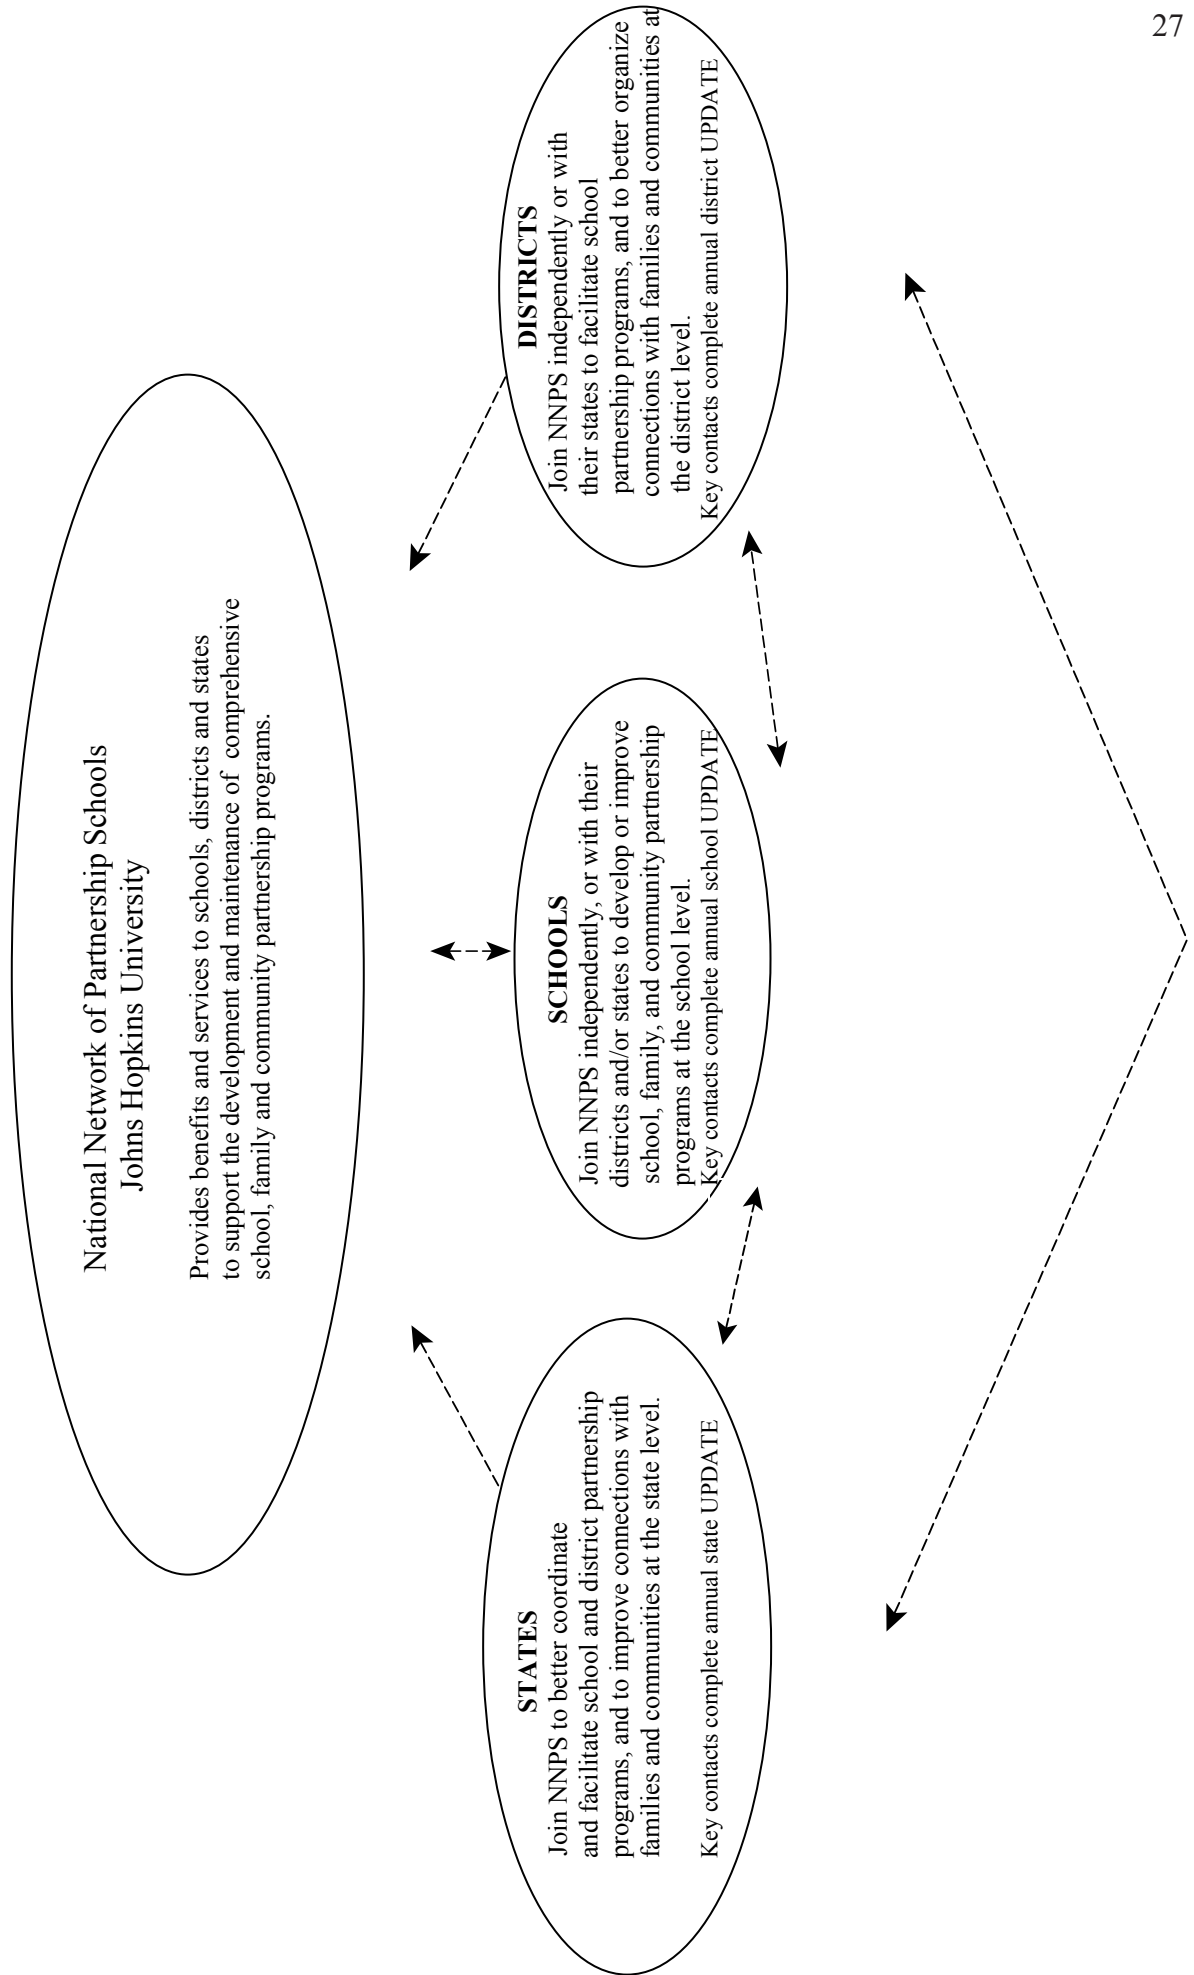 27
National Network of Partnership Schools
Johns Hopkins University
Provides benefits and services to schools, districts and states
to support the development and maintenance of comprehensive
school, family and community partnership programs.
STATES
Join NNPS to better coordinate
and facilitate school and district partnership
programs, and to improve connections with
families and communities at the state level.
Key contacts complete annual state UPDATE
SCHOOLS
Join NNPS independently, or with their
districts and/or states to develop or improve
school, family, and community partnership
programs at the school level.
Key contacts complete annual school UPDATE
DISTRICTS
Join NNPS independently or with
their states to facilitate school
partnership programs, and to better organize
connections with families and communities at
the district level.
Key contacts complete annual district UPDATE